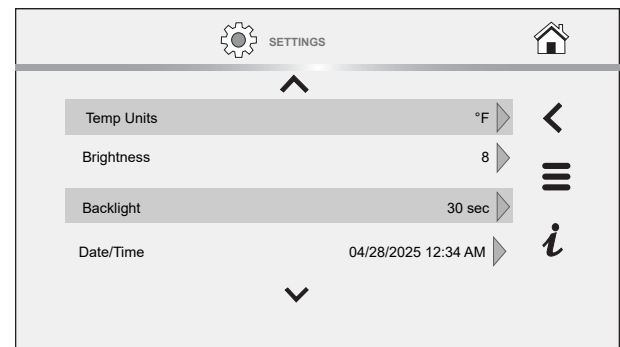 SETTINGS
Temp Units °F
Brightness 8
Backlight 30 sec
Date/Time 04/28/2025 12:34 AM
i